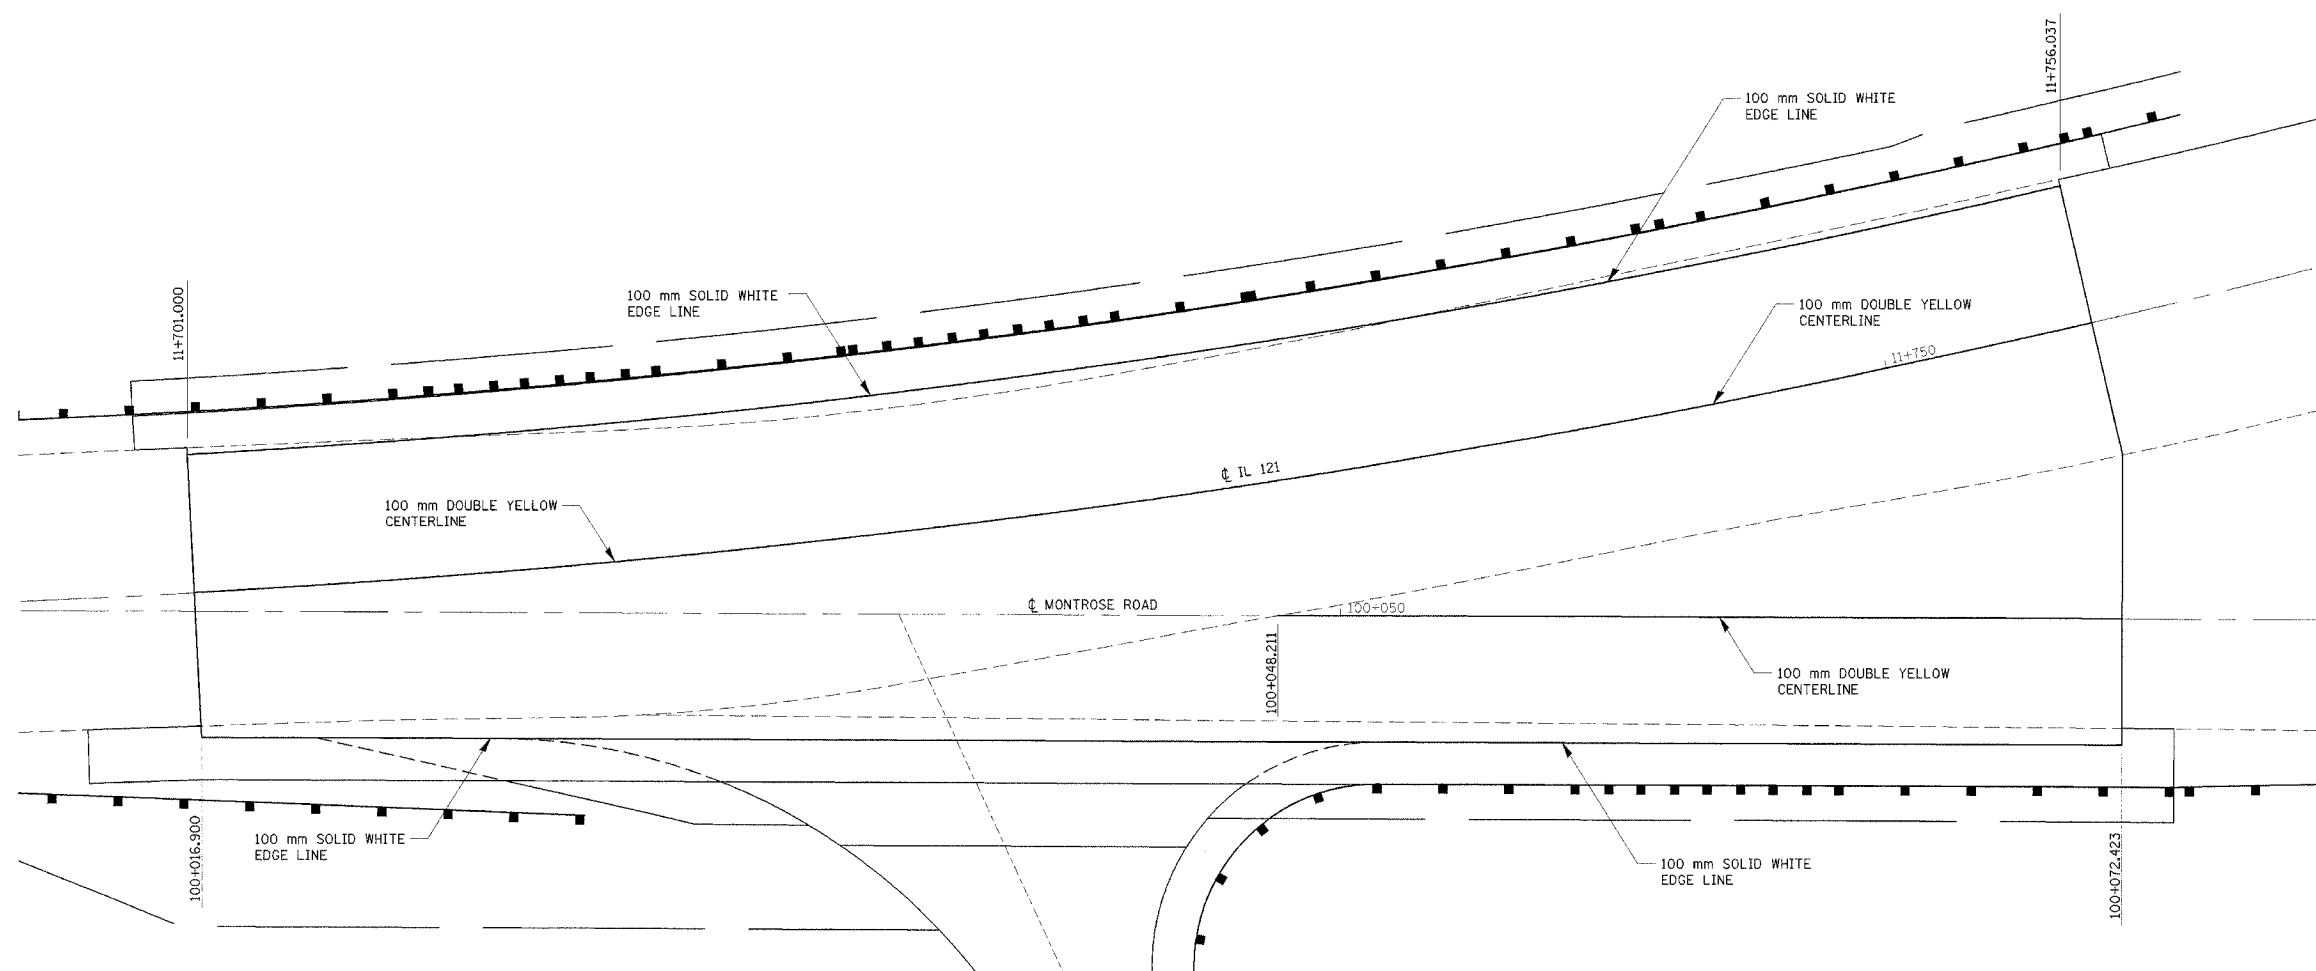 11+756.037
100 mm SOLID WHITE
EDGE LINE
11+701.000
100 mm SOLID WHITE
EDGE LINE
100 mm DOUBLE YELLOW
CENTERLINE
11+750
℄ IL 121
100 mm DOUBLE YELLOW
CENTERLINE
℄ MONTROSE ROAD
100+050
100+048.211
100 mm DOUBLE YELLOW
CENTERLINE
100+016.900
100 mm SOLID WHITE
EDGE LINE
100 mm SOLID WHITE
EDGE LINE
100+072.423